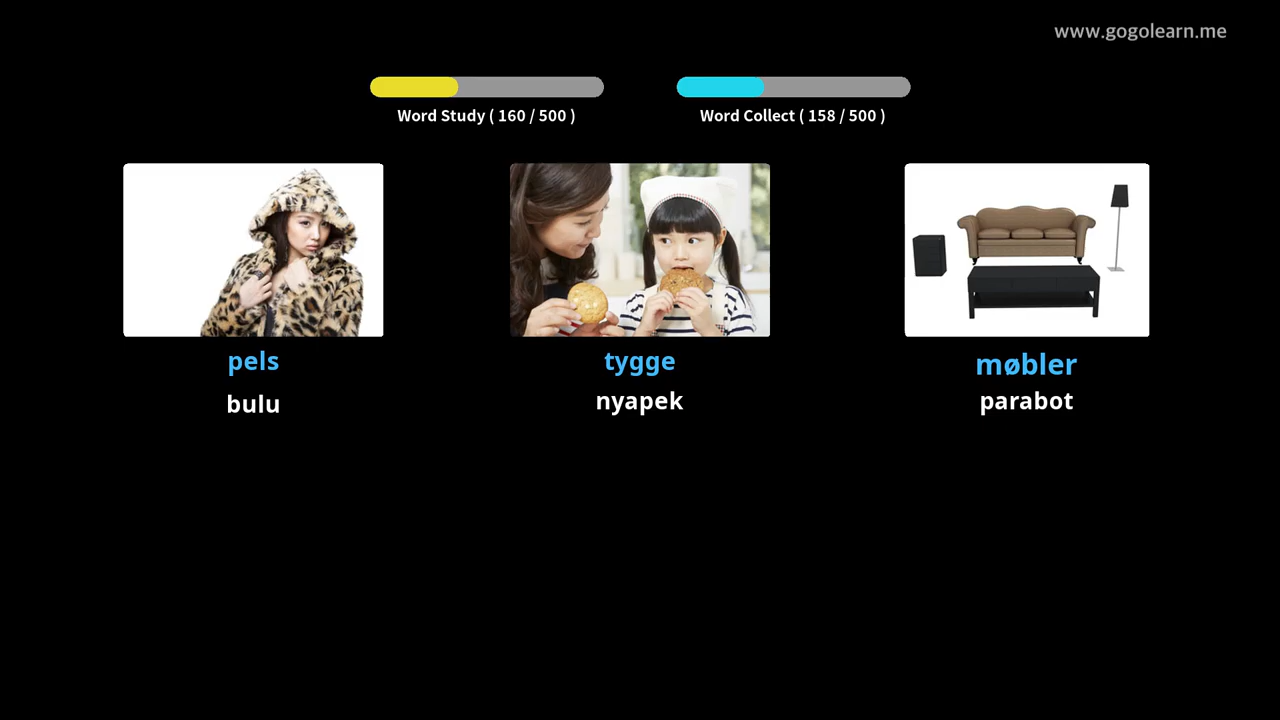 www.gogolearn.me
Word Study ( 160 / 500 )
Word Collect ( 158 / 500 )
pels
bulu
tygge
nyapek
møbler
parabot